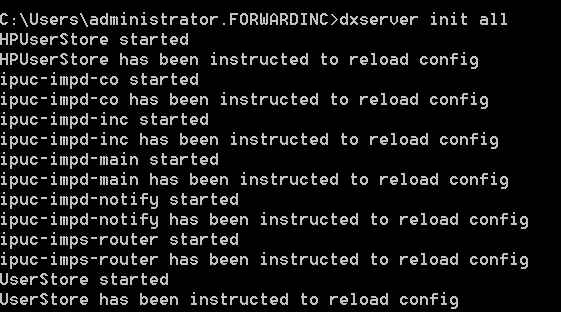 C:\Users\administrator.FORWARDINC>dxserver init all
HPUserStore started
HPUserStore has been instructed to reload config
ipuc-impd-co started
ipuc-impd-co has been instructed to reload config
ipuc-impd-inc started
ipuc-impd-inc has been instructed to reload config
ipuc-impd-main started
ipuc-impd-main has been instructed to reload config
ipuc-impd-notify started
ipuc-impd-notify has been instructed to reload config
ipuc-imps-router started
ipuc-imps-router has been instructed to reload config
UserStore started
UserStore has been instructed to reload config